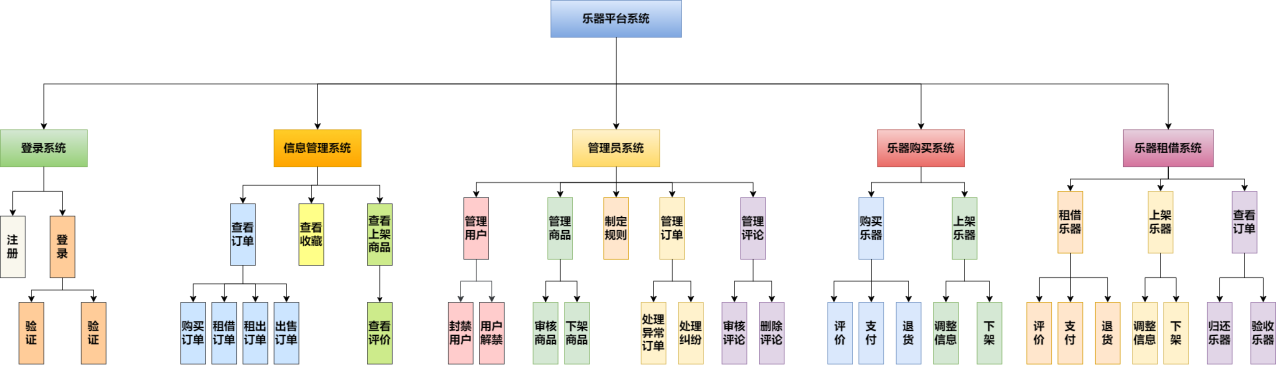 乐器平台系统
登录系统
信息管理系统
管理员系统
乐器购买系统
乐器租借系统
注
册
登
录
查看
订单
查看
收藏
查看
上架
商品
管理
用户
管理
商品
制定
规则
管理
订单
管理
评论
购买
乐器
上架
乐器
租借
乐器
上架
乐器
查看
订单
验
证
验
证
购买
订单
租借
订单
租出
订单
出售
订单
查看
评价
封禁
用户
用户
解禁
审核
商品
下架
商品
处理
异常
订单
处理
纠纷
审核
评论
删除
评论
评
价
支
付
退
货
调整
信息
下
架
评
价
支
付
退
货
调整
信息
下
架
归还
乐器
验收
乐器